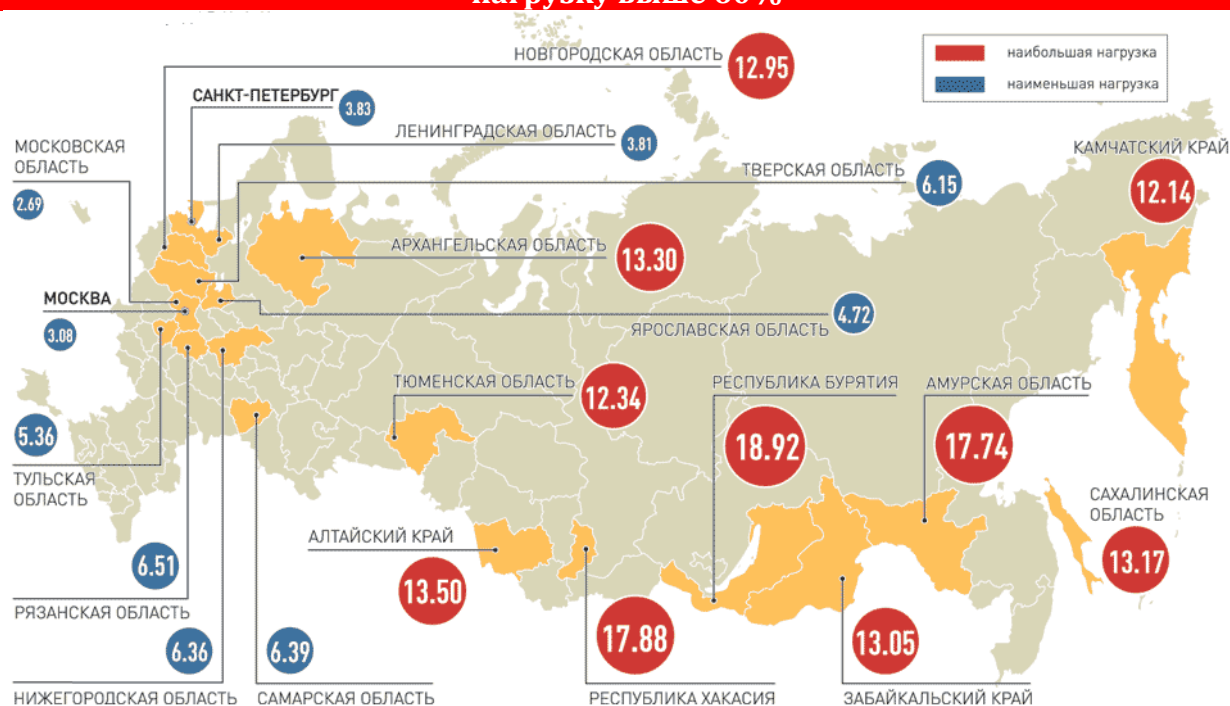 нагрузку выше 60%
НОВГОРОДСКАЯ ОБЛАСТЬ
12.95
наибольшая нагрузка
наименьшая нагрузка
САНКТ-ПЕТЕРБУРГ
3.83
ЛЕНИНГРАДСКАЯ ОБЛАСТЬ
3.81
МОСКОВСКАЯ
ОБЛАСТЬ
2.69
ТВЕРСКАЯ ОБЛАСТЬ
6.15
КАМЧАТСКИЙ КРАЙ
12.14
АРХАНГЕЛЬСКАЯ ОБЛАСТЬ
13.30
МОСКВА
3.08
ЯРОСЛАВСКАЯ ОБЛАСТЬ
4.72
ТЮМЕНСКАЯ ОБЛАСТЬ
12.34
РЕСПУБЛИКА БУРЯТИЯ
18.92
АМУРСКАЯ ОБЛАСТЬ
17.74
5.36
ТУЛЬСКАЯ
ОБЛАСТЬ
САХАЛИНСКАЯ
ОБЛАСТЬ
13.17
АЛТАЙСКИЙ КРАЙ
13.50
6.51
РЯЗАНСКАЯ ОБЛАСТЬ
6.36
НИЖЕГОРОДСКАЯ ОБЛАСТЬ
6.39
САМАРСКАЯ ОБЛАСТЬ
17.88
РЕСПУБЛИКА ХАКАСИЯ
13.05
ЗАБАЙКАЛЬСКИЙ КРАЙ